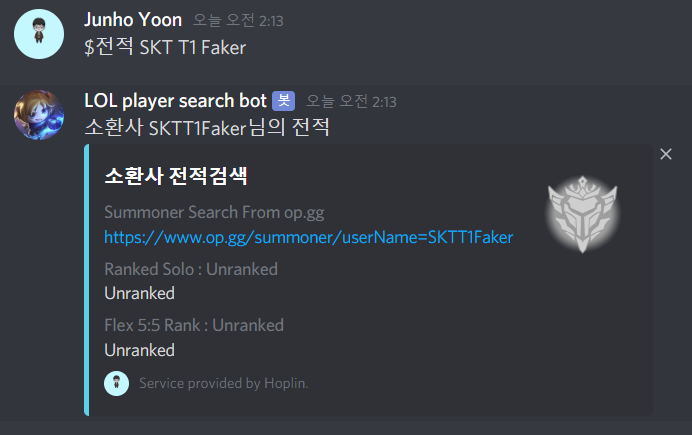 Junho Yoon 오늘 오전 2:13
$전적 SKT T1 Faker
LOL player search bot 봇 오늘 오전 2:13
소환사 SKTT1Faker님의 전적
소환사 전적검색
Summoner Search From op.gg
https://www.op.gg/summoner/userName=SKTT1Faker
Ranked Solo : Unranked
Unranked
Flex 5:5 Rank : Unranked
Unranked
Service provided by Hoplin.